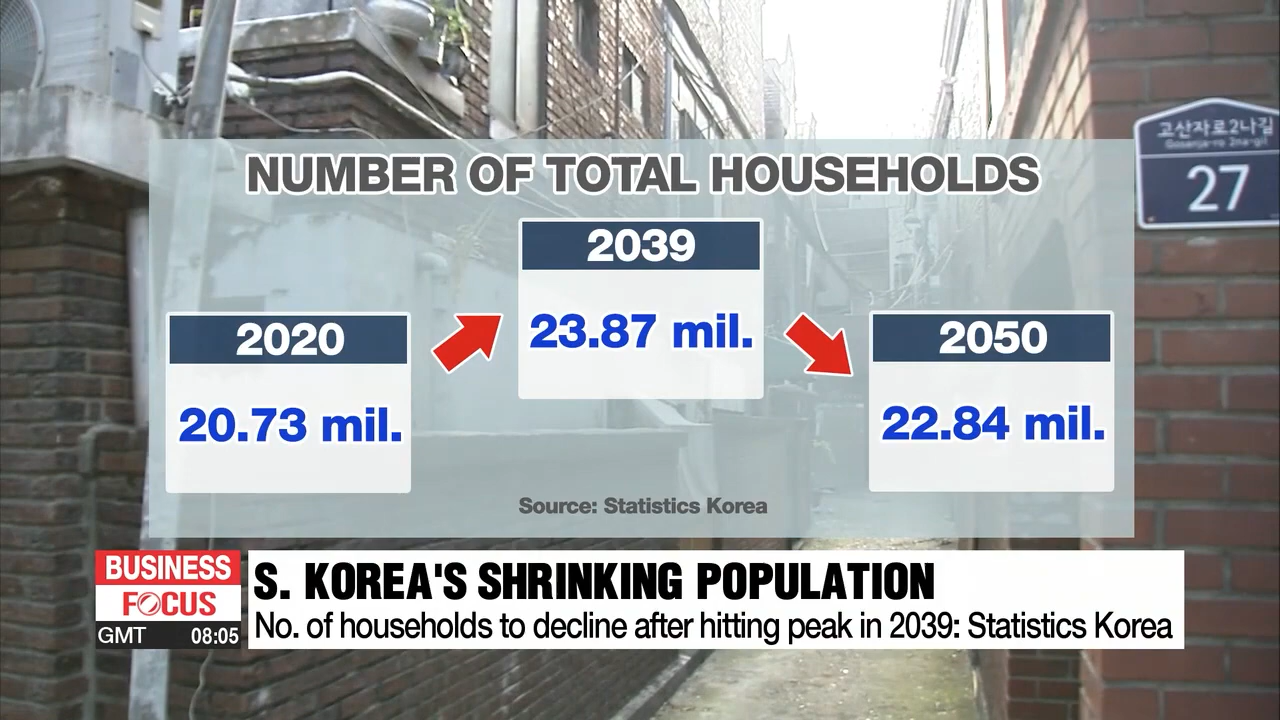 고산자로2나길
Gosanja-ro 2na-gil
27
NUMBER OF TOTAL HOUSEHOLDS
2039
23.87 mil.
2020
20.73 mil.
2050
22.84 mil.
Source: Statistics Korea
BUSINESS
FOCUS
GMT 08:05
S. KOREA'S SHRINKING POPULATION
No. of households to decline after hitting peak in 2039: Statistics Korea